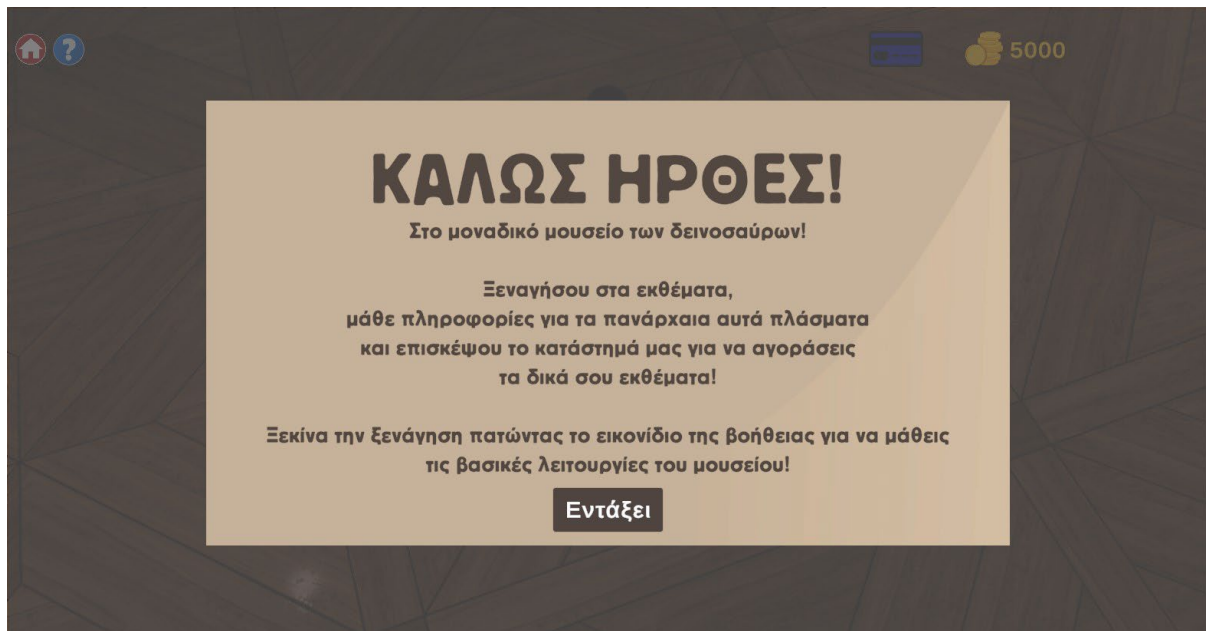 ?
5000
ΚΑΛΩΣ ΗΡΘΕΣ!
Στο μοναδικό μουσείο των δεινοσαύρων!
Ξεναγήσου στα εκθέματα,
μάθε πληροφορίες για τα πανάρχαια αυτά πλάσματα
και επισκέψου το κατάστημά μας για να αγοράσεις
τα δικά σου εκθέματα!
Ξεκίνα την ξενάγηση πατώντας το εικονίδιο της βοήθειας για να μάθεις
τις βασικές λειτουργίες του μουσείου!
Εντάξει